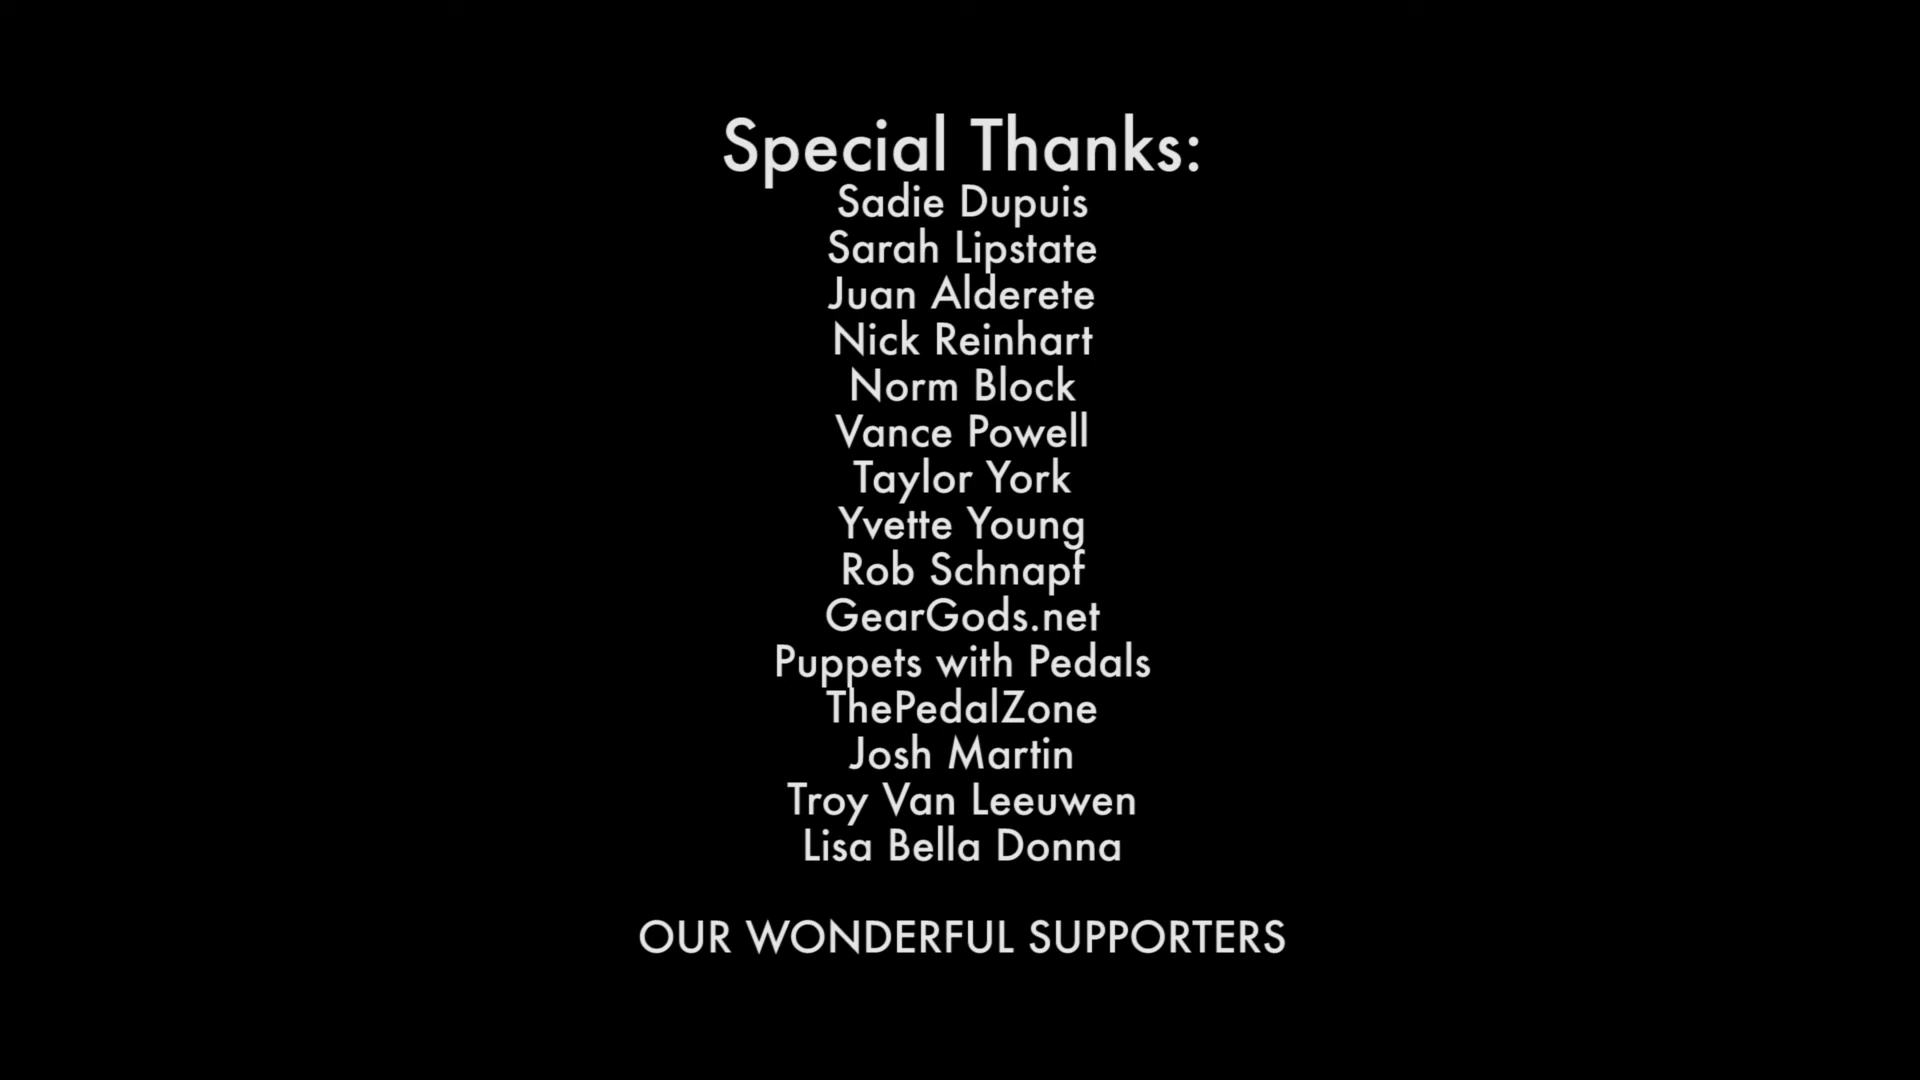 Special Thanks:
Sadie Dupuis
Sarah Lipstate
Juan Alderete
Nick Reinhart
Norm Block
Vance Powell
Taylor York
Yvette Young
Rob Schnapf
GearGods.net
Puppets with Pedals
ThePedalZone
Josh Martin
Troy Van Leeuwen
Lisa Bella Donna
OUR WONDERFUL SUPPORTERS